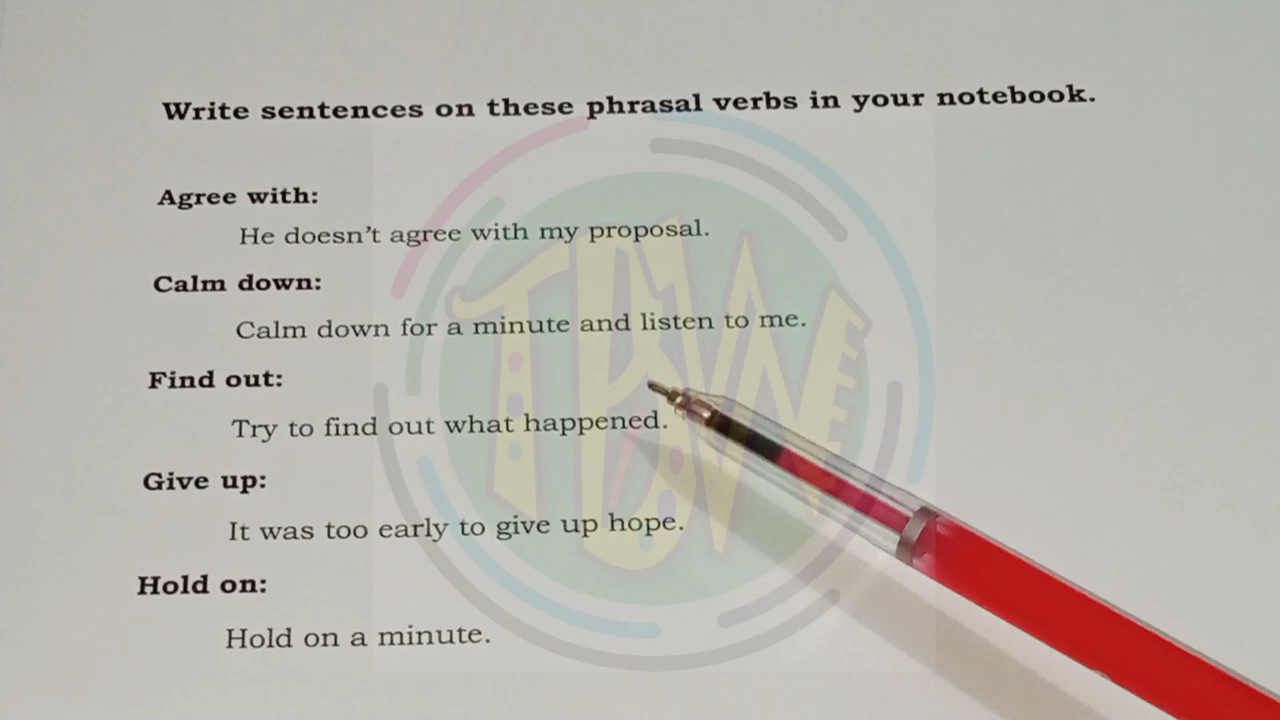 Write sentences on these phrasal verbs in your notebook.
Agree with:
He doesn't agree with my proposal.
Calm down:
Calm down for a minute and listen to me.
Find out:
Try to find out what happened.
Give up:
It was too early to give up hope.
Hold on:
Hold on a minute.